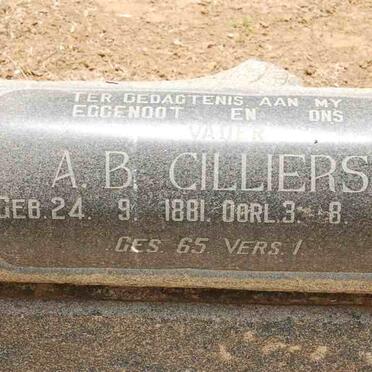 TER GEDAGTENIS AAN MY
EGGENOOT EN ONS
VADER
A. B. CILLIERS
GEB. 24. 9. 1881. OORL. 3. 8.
GES. 65 VERS. 1